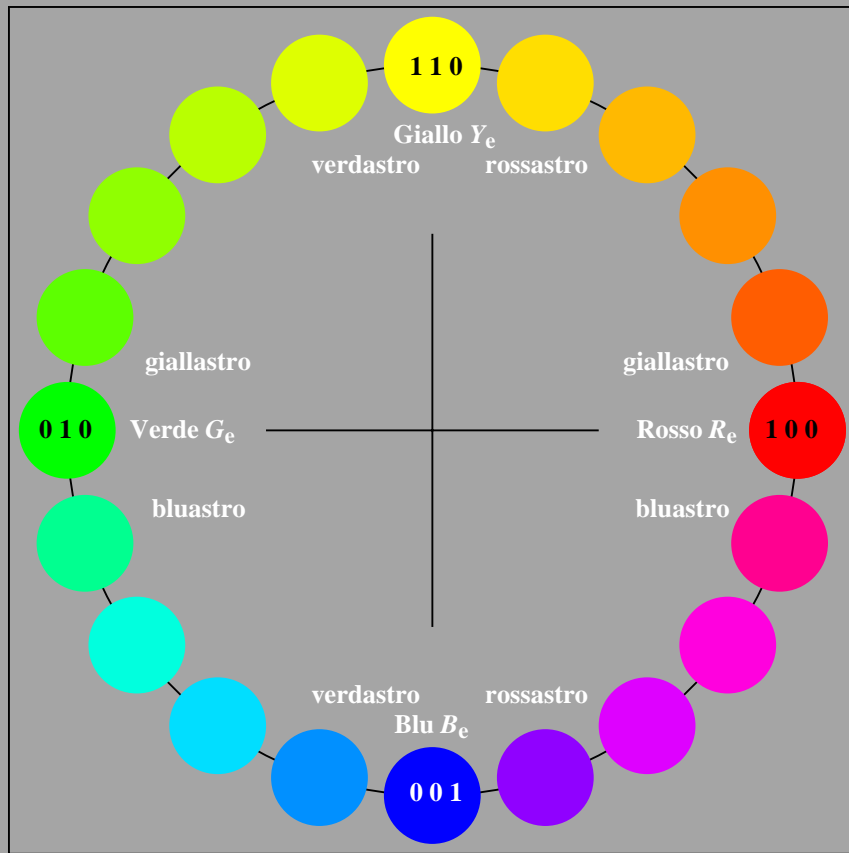 1 1 0
Giallo Yₑ
verdastro rossastro
giallastro giallastro
0 1 0 Verde Gₑ Rosso Rₑ 1 0 0
bluastro bluastro
verdastro rossastro
Blu Bₑ
0 0 1